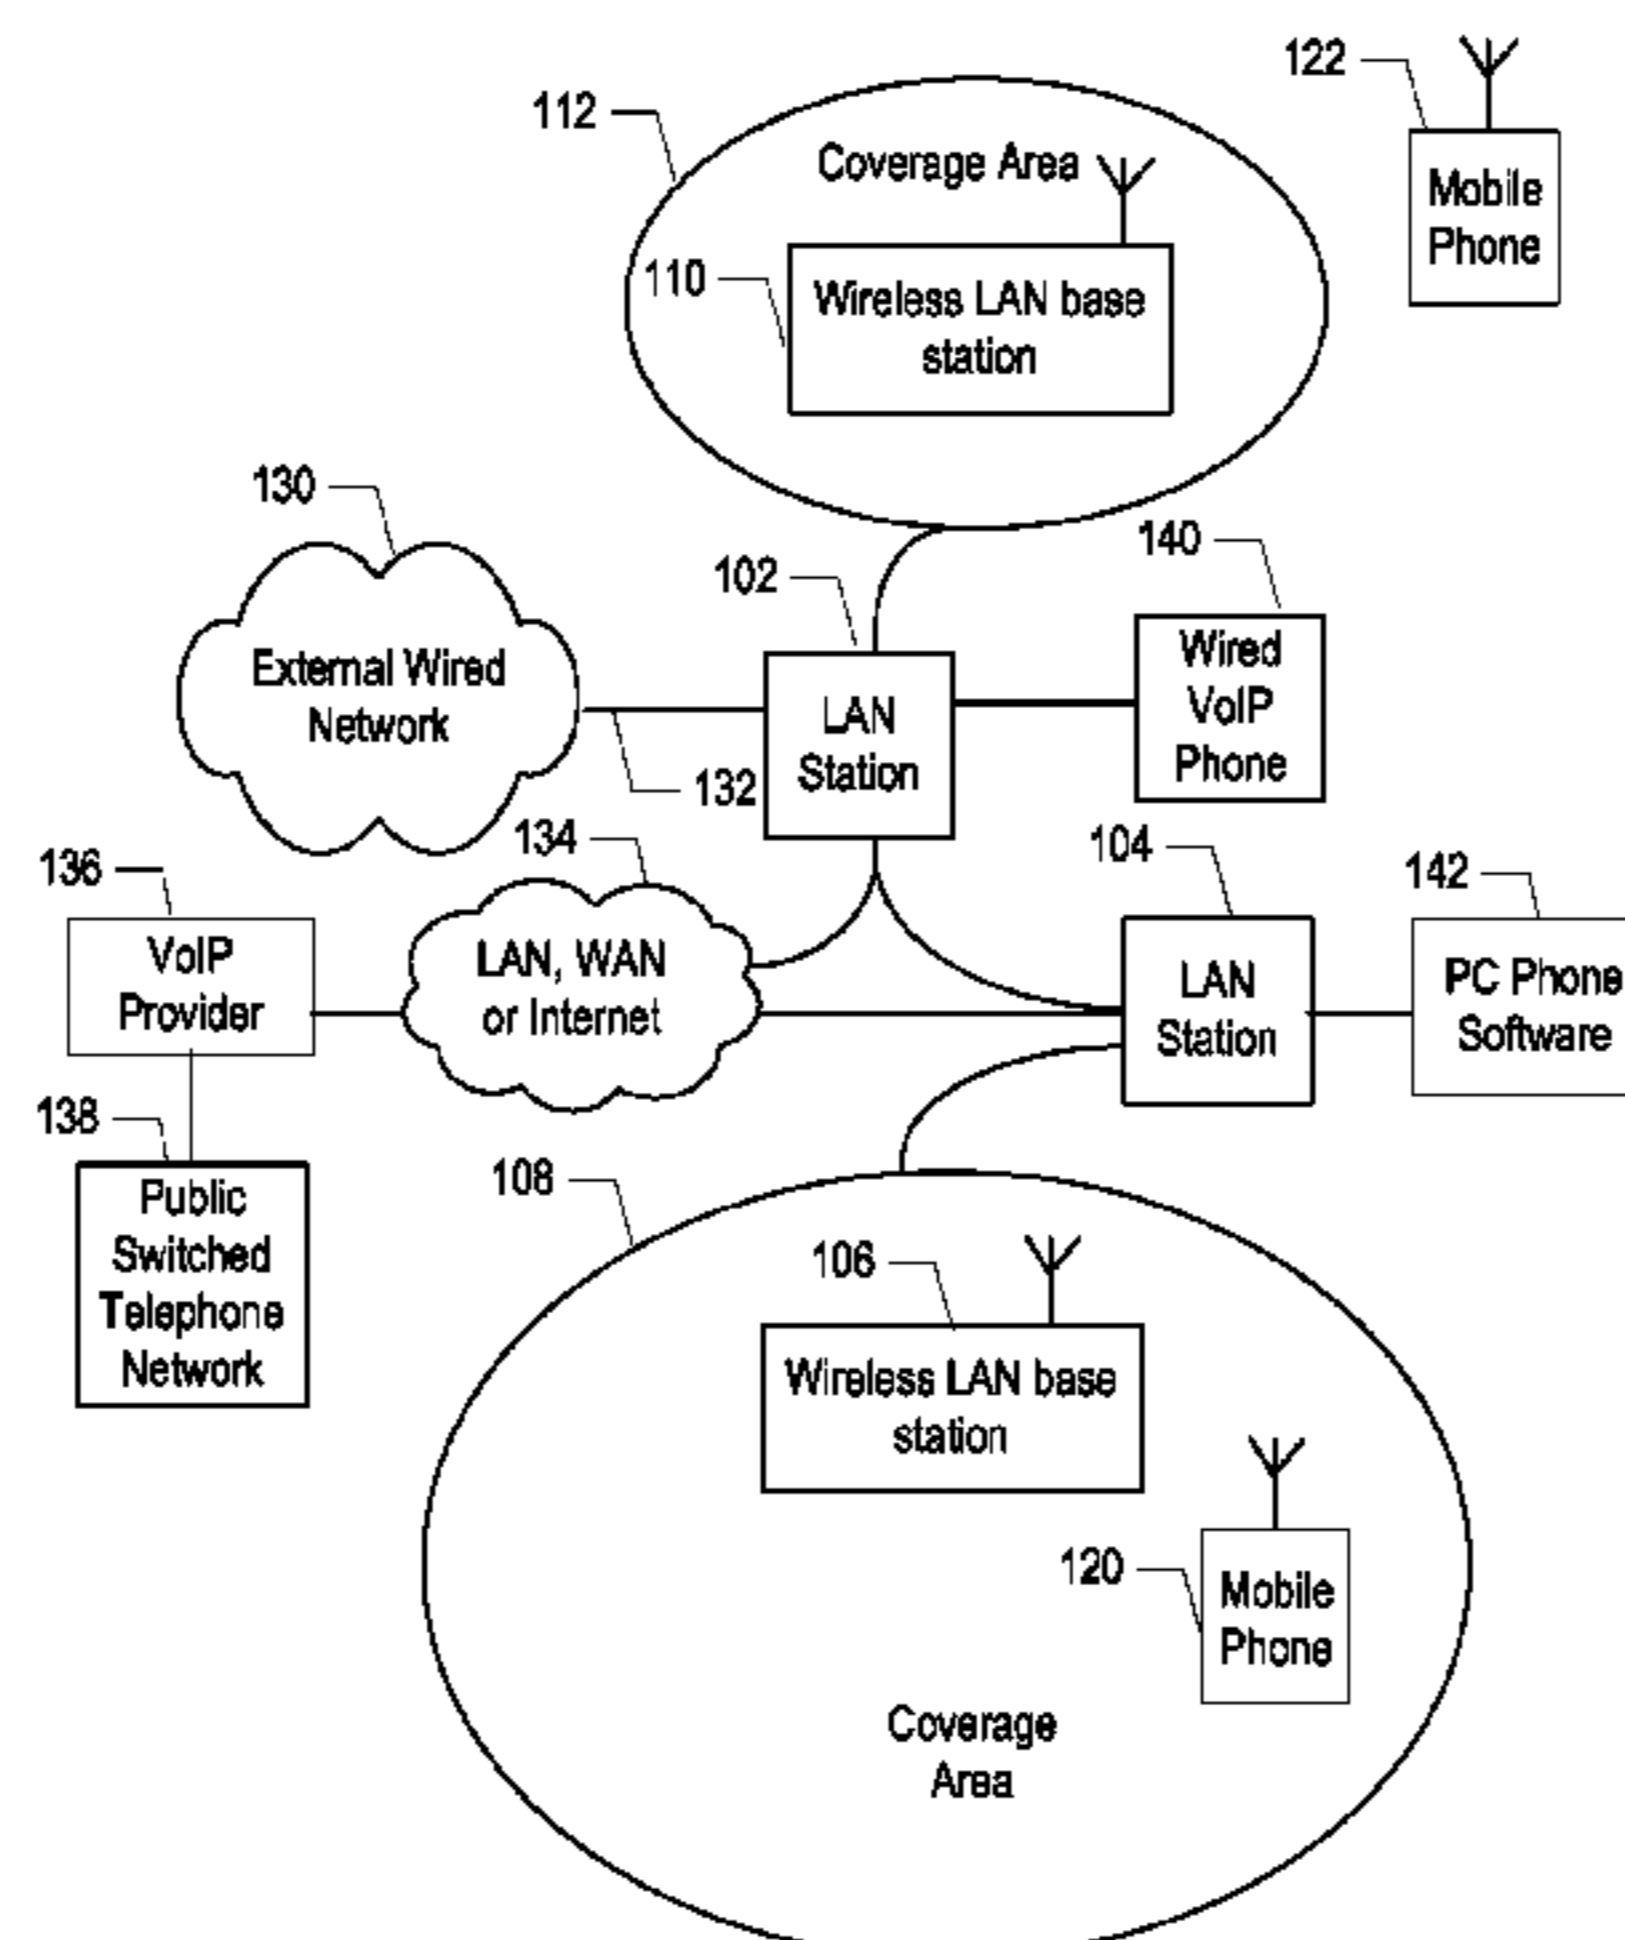 122
112
Coverage Area
Mobile
Phone
110
Wireless LAN base
station
130
140
102
External Wired
Network
Wired
VoIP
Phone
LAN
Station
132
134
104
136
142
VoIP
Provider
LAN, WAN
or Internet
LAN
Station
PC Phone
Software
138
108
Public
Switched
Telephone
Network
106
Wireless LAN base
station
120
Mobile
Phone
Coverage
Area